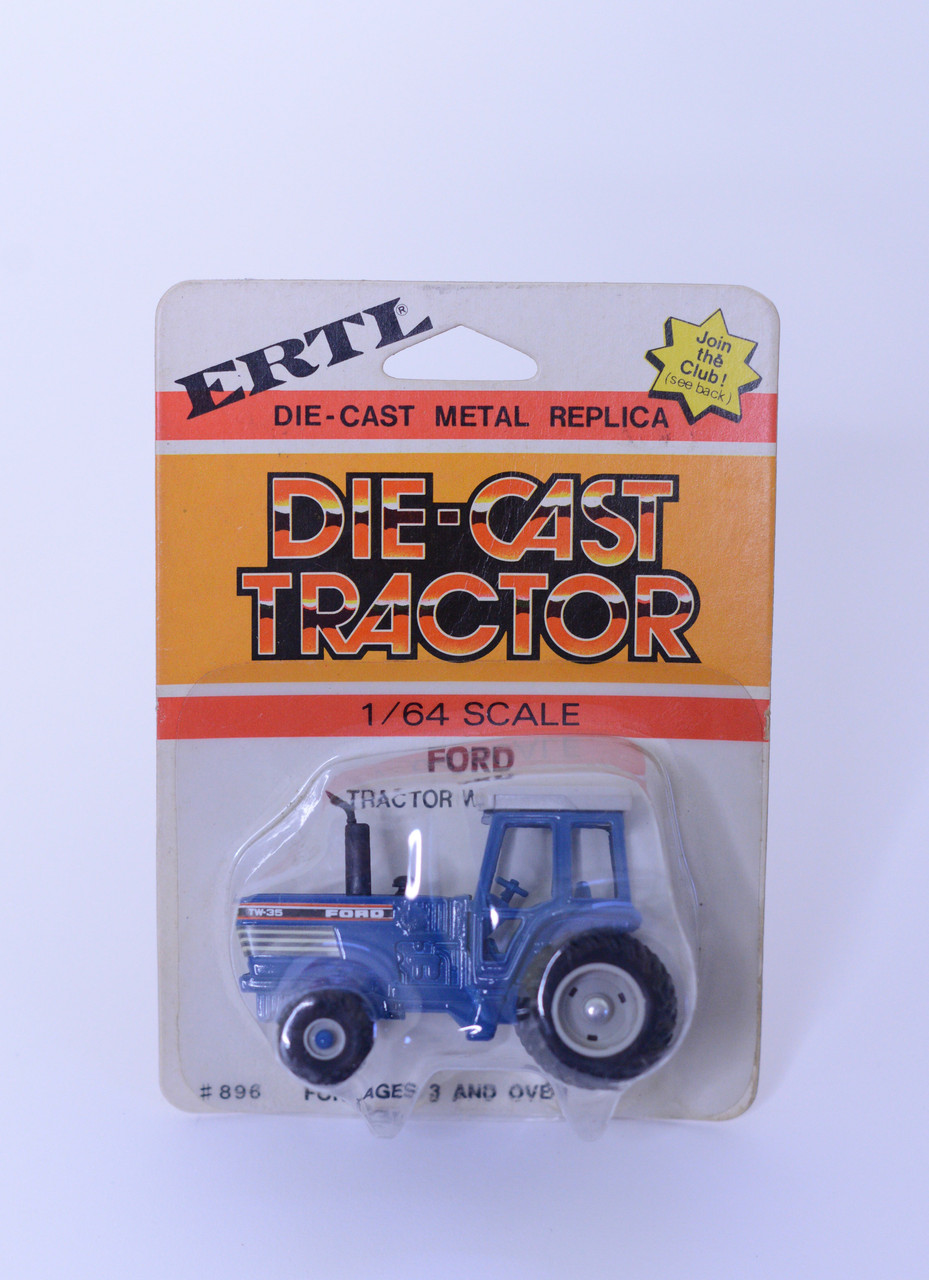 ERTL®
Join
the
Club!
(see back)
DIE-CAST METAL REPLICA
DIE-CAST
TRACTOR
1/64 SCALE
FORD
TRACTOR
TW-35 FORD
#896 FOR AGES 3 AND OVER